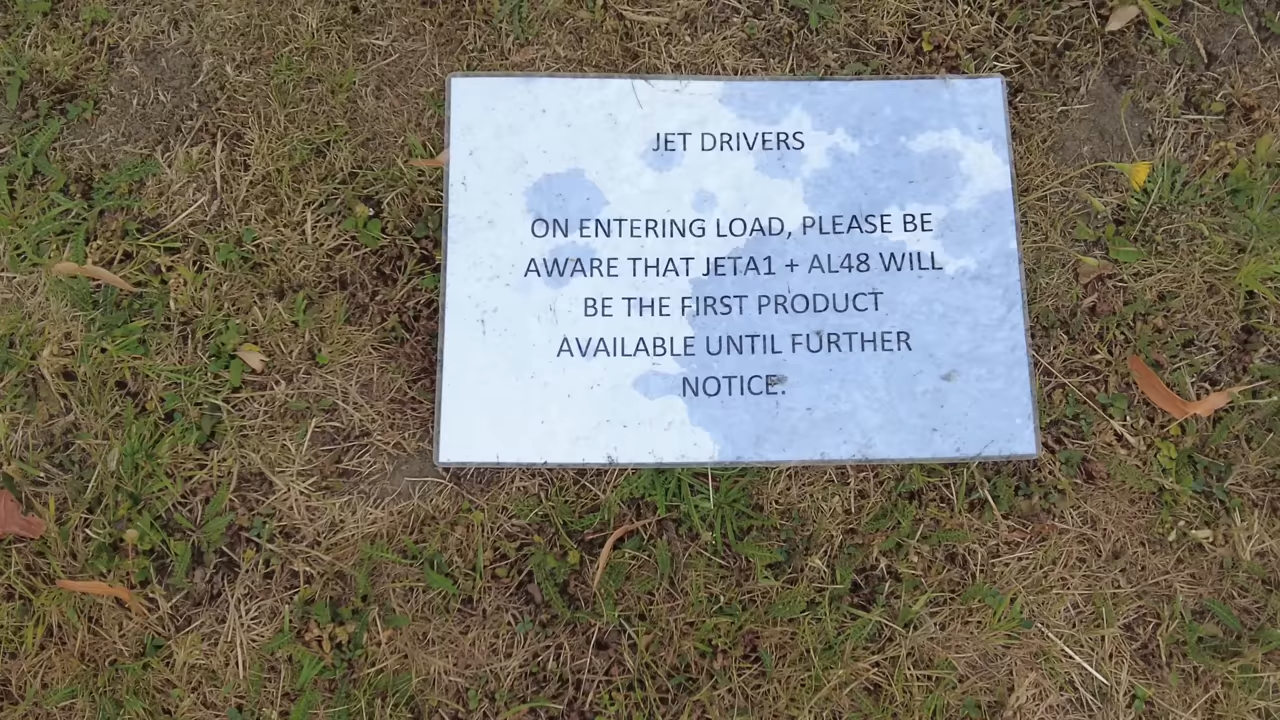 JET DRIVERS
ON ENTERING LOAD, PLEASE BE
AWARE THAT JETA1 + AL48 WILL
BE THE FIRST PRODUCT
AVAILABLE UNTIL FURTHER
NOTICE.